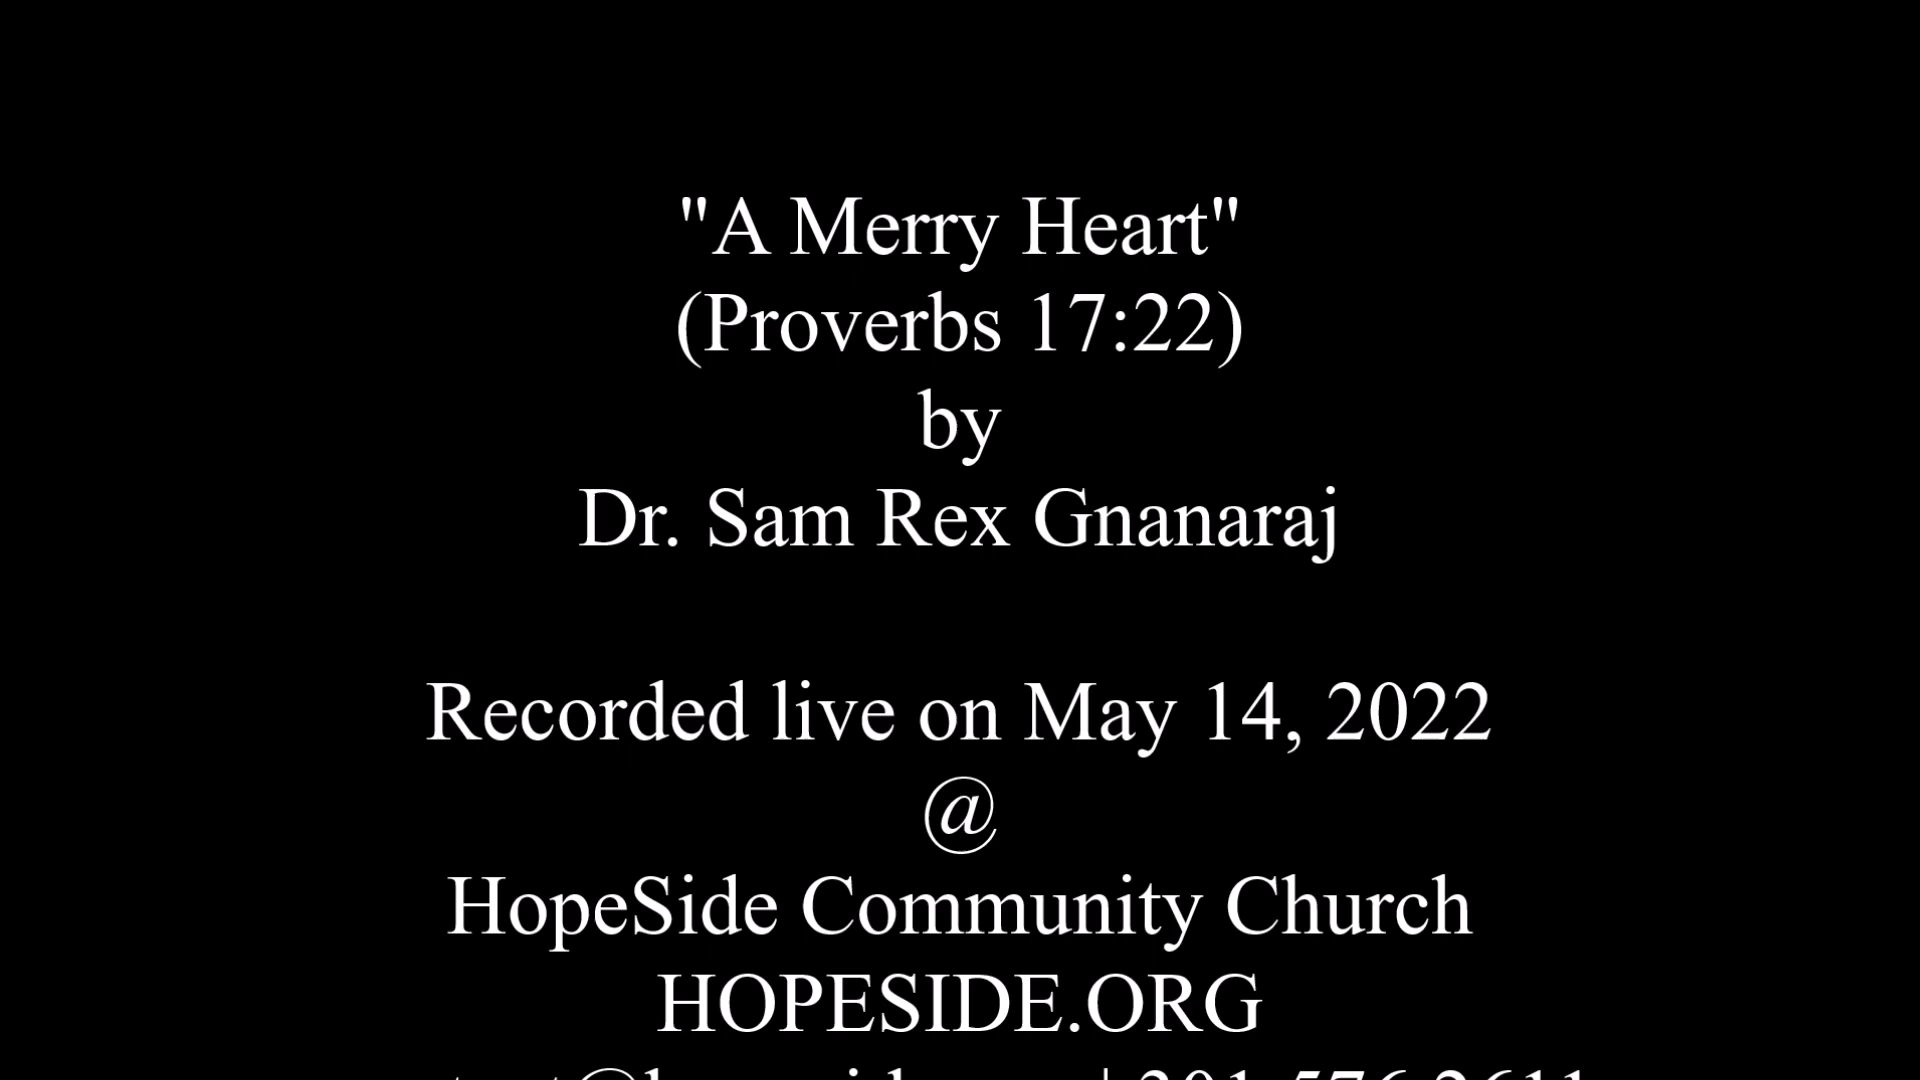 "A Merry Heart"
(Proverbs 17:22)
by
Dr. Sam Rex Gnanaraj
Recorded live on May 14, 2022
@
HopeSide Community Church
HOPESIDE.ORG